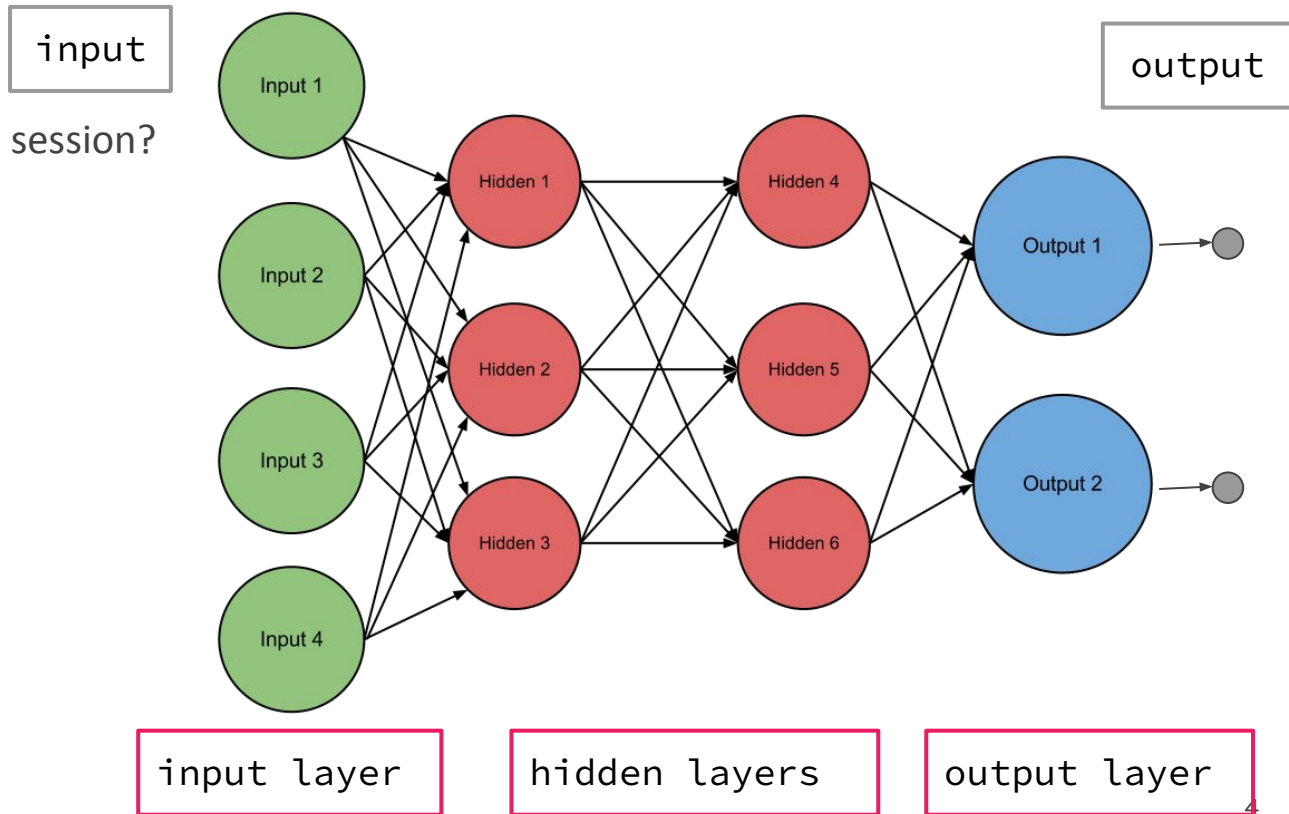 input
session?
output
Input 1
Input 2
Input 3
Input 4
Hidden 1
Hidden 2
Hidden 3
Hidden 4
Hidden 5
Hidden 6
Output 1
Output 2
input layer
hidden layers
output layer
4